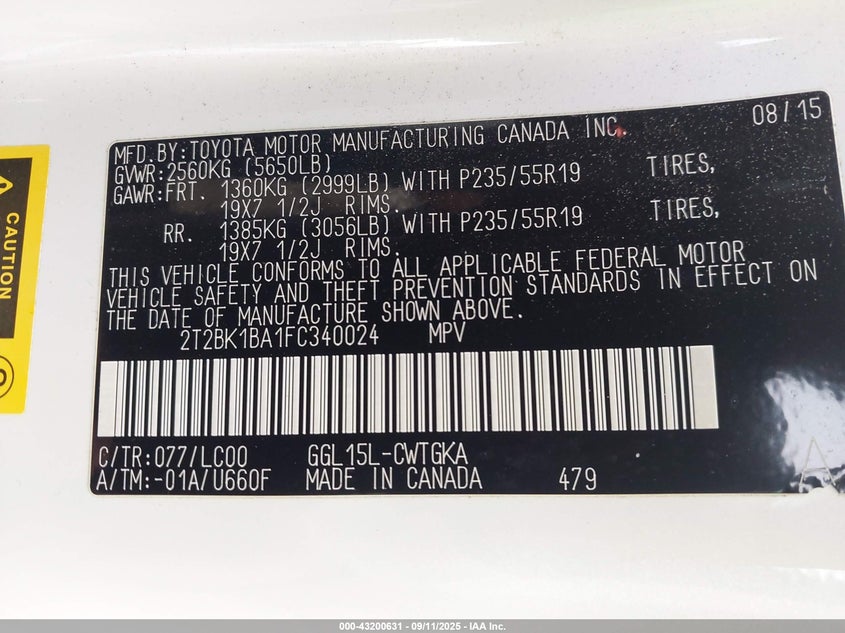 CAUTION
MFD.BY:TOYOTA MOTOR MANUFACTURING CANADA INC. 08/15
GVWR:2560KG (5650LB)
GAWR:FRT. 1360KG (2999LB) WITH P235/55R19 TIRES,
19X7 1/2J RIMS.
RR. 1385KG (3056LB) WITH P235/55R19 TIRES,
19X7 1/2J RIMS.
THIS VEHICLE CONFORMS TO ALL APPLICABLE FEDERAL MOTOR
VEHICLE SAFETY AND THEFT PREVENTION STANDARDS IN EFFECT ON
THE DATE OF MANUFACTURE SHOWN ABOVE.
2T2BK1BA1FC340024 MPV
C/TR:077/LC00 GGL15L-CWTGKA
A/TM:-01A/U660F MADE IN CANADA 479
A
000-43200631 - 09/11/2025 - IAA Inc.